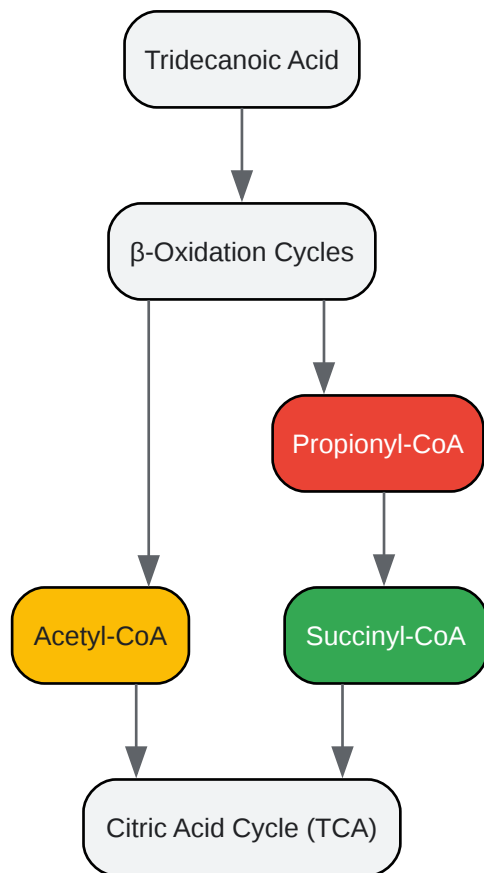 Tridecanoic Acid
β-Oxidation Cycles
Propionyl-CoA
Acetyl-CoA
Succinyl-CoA
Citric Acid Cycle (TCA)